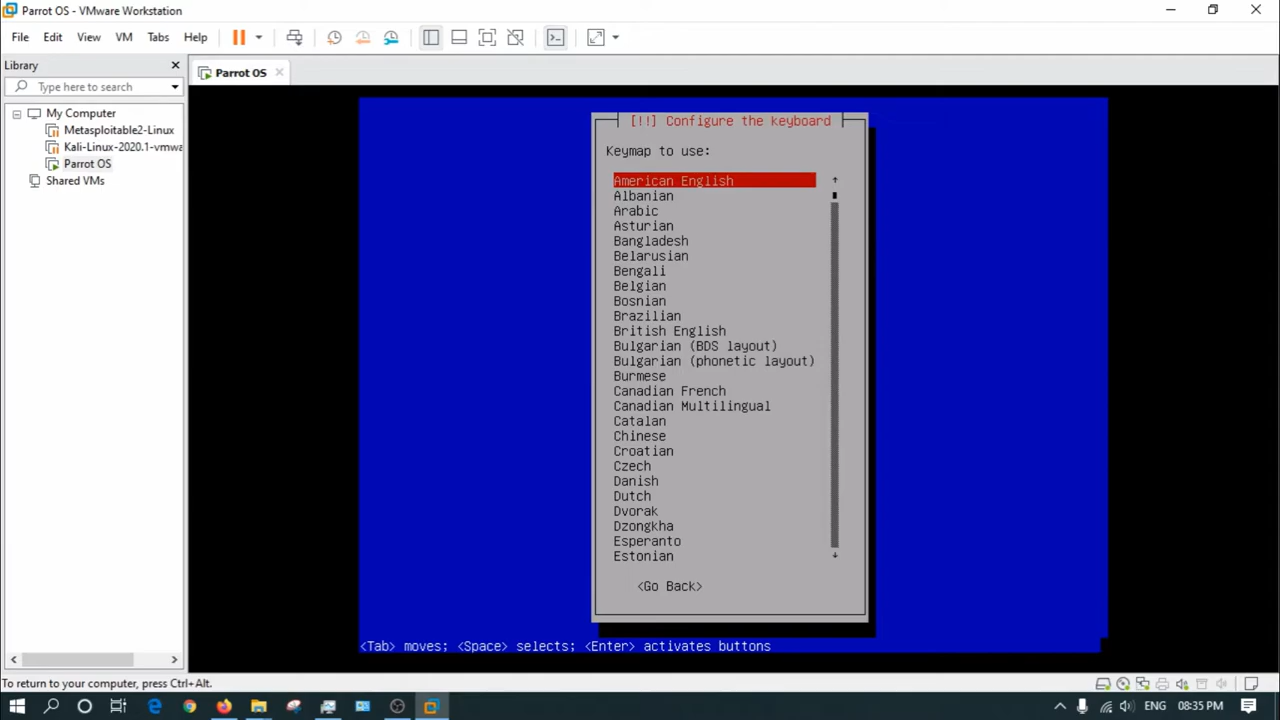 Parrot OS - VMware Workstation
File Edit View VM Tabs Help
Library
Type here to search
My Computer
Metasploitable2-Linux
Kali-Linux-2020.1-vmwa
Parrot OS
Shared VMs
Parrot OS
[!!] Configure the keyboard
Keymap to use:
American English
Albanian
Arabic
Asturian
Bangladesh
Belarusian
Bengali
Belgian
Bosnian
Brazilian
British English
Bulgarian (BDS layout)
Bulgarian (phonetic layout)
Burmese
Canadian French
Canadian Multilingual
Catalan
Chinese
Croatian
Czech
Danish
Dutch
Dvorak
Dzongkha
Esperanto
Estonian
<Go Back>
<Tab> moves; <Space> selects; <Enter> activates buttons
To return to your computer, press Ctrl+Alt.
ENG 08:35 PM